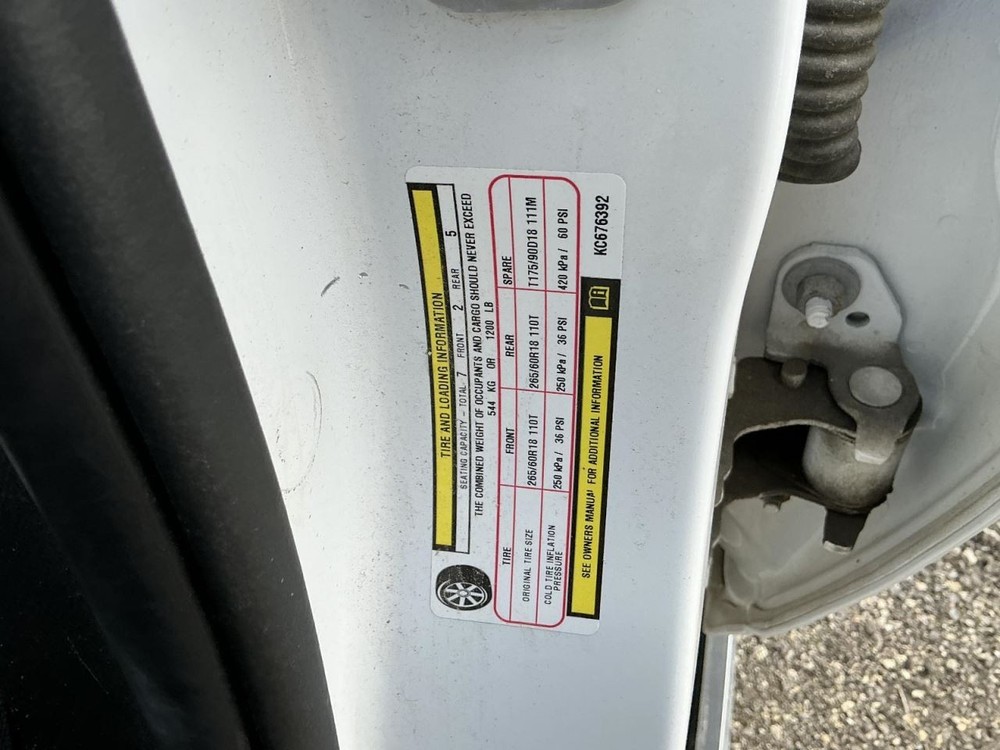 TIRE AND LOADING INFORMATION
SEATING CAPACITY – TOTAL 7 FRONT 2 REAR 5
THE COMBINED WEIGHT OF OCCUPANTS AND CARGO SHOULD NEVER EXCEED
544 KG OR 1200 LB
TIRE FRONT REAR SPARE
ORIGINAL TIRE SIZE 265/60R18 110T 265/60R18 110T T175/90D18 111M
COLD TIRE INFLATION PRESSURE 250 kPa / 36 PSI 250 kPa / 36 PSI 420 kPa / 60 PSI
SEE OWNERS MANUAL FOR ADDITIONAL INFORMATION
KC676392